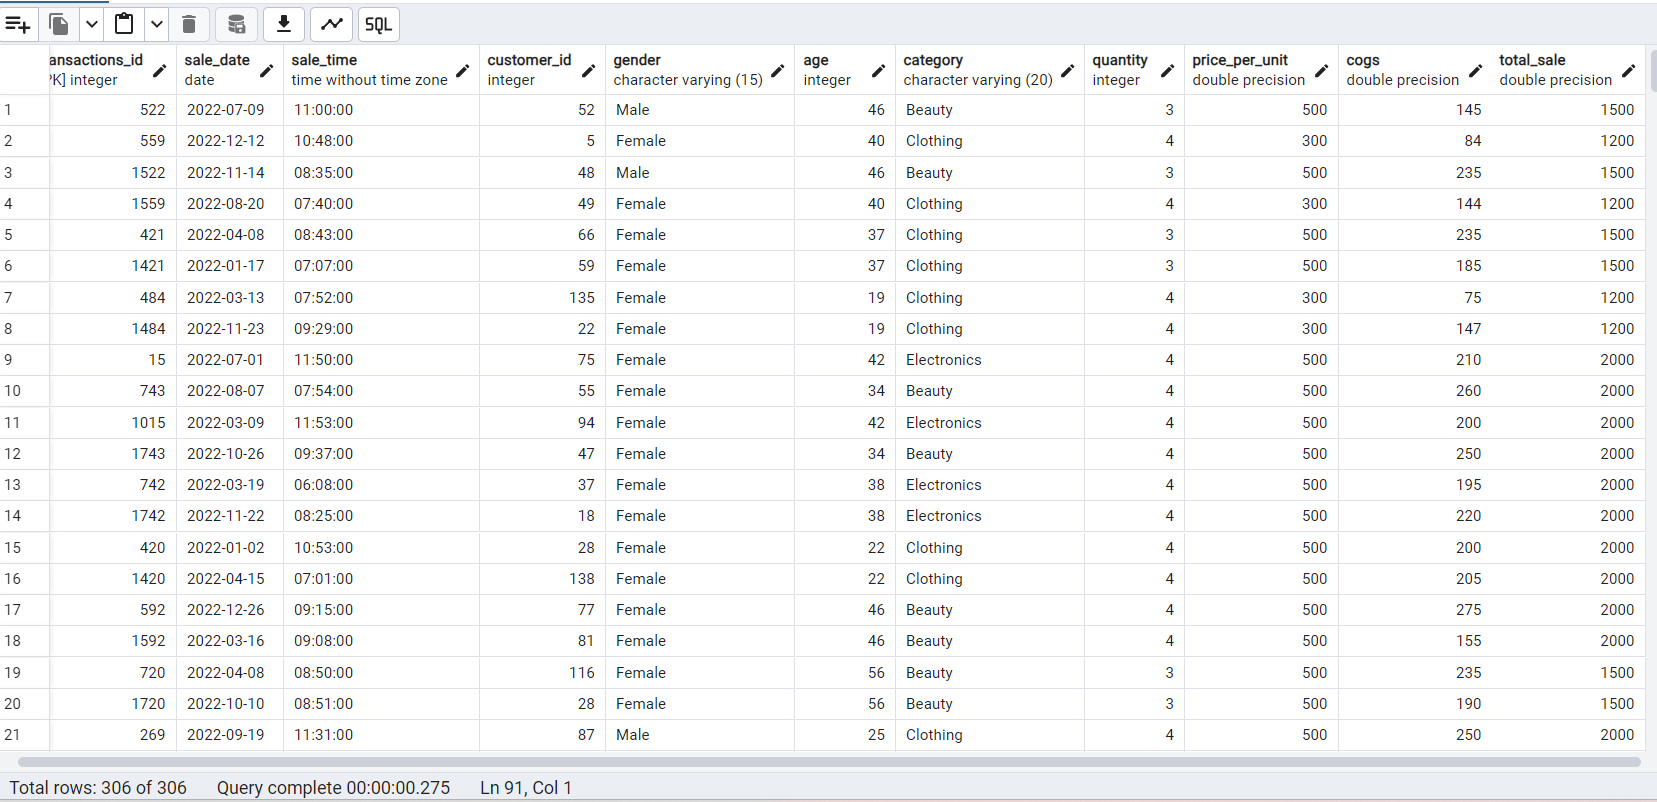 SQL
ansactions_id sale_date sale_time customer_id gender age category quantity price_per_unit cogs total_sale
PK] integer date time without time zone integer character varying (15) integer character varying (20) integer double precision double precision double precision
1 522 2022-07-09 11:00:00 52 Male 46 Beauty 3 500 145 1500
2 559 2022-12-12 10:48:00 5 Female 40 Clothing 4 300 84 1200
3 1522 2022-11-14 08:35:00 48 Male 46 Beauty 3 500 235 1500
4 1559 2022-08-20 07:40:00 49 Female 40 Clothing 4 300 144 1200
5 421 2022-04-08 08:43:00 66 Female 37 Clothing 3 500 235 1500
6 1421 2022-01-17 07:07:00 59 Female 37 Clothing 3 500 185 1500
7 484 2022-03-13 07:52:00 135 Female 19 Clothing 4 300 75 1200
8 1484 2022-11-23 09:29:00 22 Female 19 Clothing 4 300 147 1200
9 15 2022-07-01 11:50:00 75 Female 42 Electronics 4 500 210 2000
10 743 2022-08-07 07:54:00 55 Female 34 Beauty 4 500 260 2000
11 1015 2022-03-09 11:53:00 94 Female 42 Electronics 4 500 200 2000
12 1743 2022-10-26 09:37:00 47 Female 34 Beauty 4 500 250 2000
13 742 2022-03-19 06:08:00 37 Female 38 Electronics 4 500 195 2000
14 1742 2022-11-22 08:25:00 18 Female 38 Electronics 4 500 220 2000
15 420 2022-01-02 10:53:00 28 Female 22 Clothing 4 500 200 2000
16 1420 2022-04-15 07:01:00 138 Female 22 Clothing 4 500 205 2000
17 592 2022-12-26 09:15:00 77 Female 46 Beauty 4 500 275 2000
18 1592 2022-03-16 09:08:00 81 Female 46 Beauty 4 500 155 2000
19 720 2022-04-08 08:50:00 116 Female 56 Beauty 3 500 235 1500
20 1720 2022-10-10 08:51:00 28 Female 56 Beauty 3 500 190 1500
21 269 2022-09-19 11:31:00 87 Male 25 Clothing 4 500 250 2000
Total rows: 306 of 306 Query complete 00:00:00.275 Ln 91, Col 1